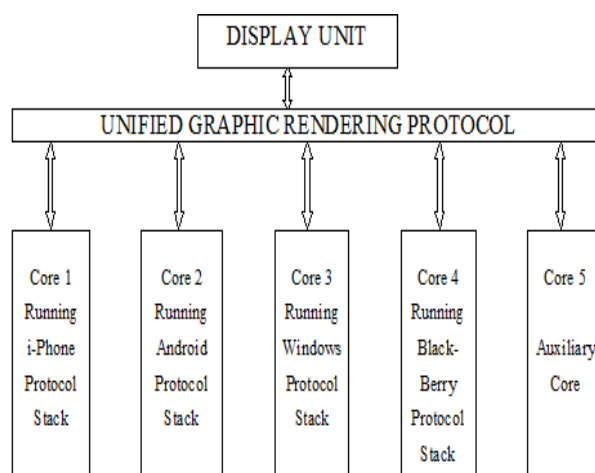 DISPLAY UNIT
UNIFIED GRAPHIC RENDERING PROTOCOL
Core 1
Running
i-Phone
Protocol
Stack
Core 2
Running
Android
Protocol
Stack
Core 3
Running
Windows
Protocol
Stack
Core 4
Running
Black-
Berry
Protocol
Stack
Core 5
Auxiliary
Core